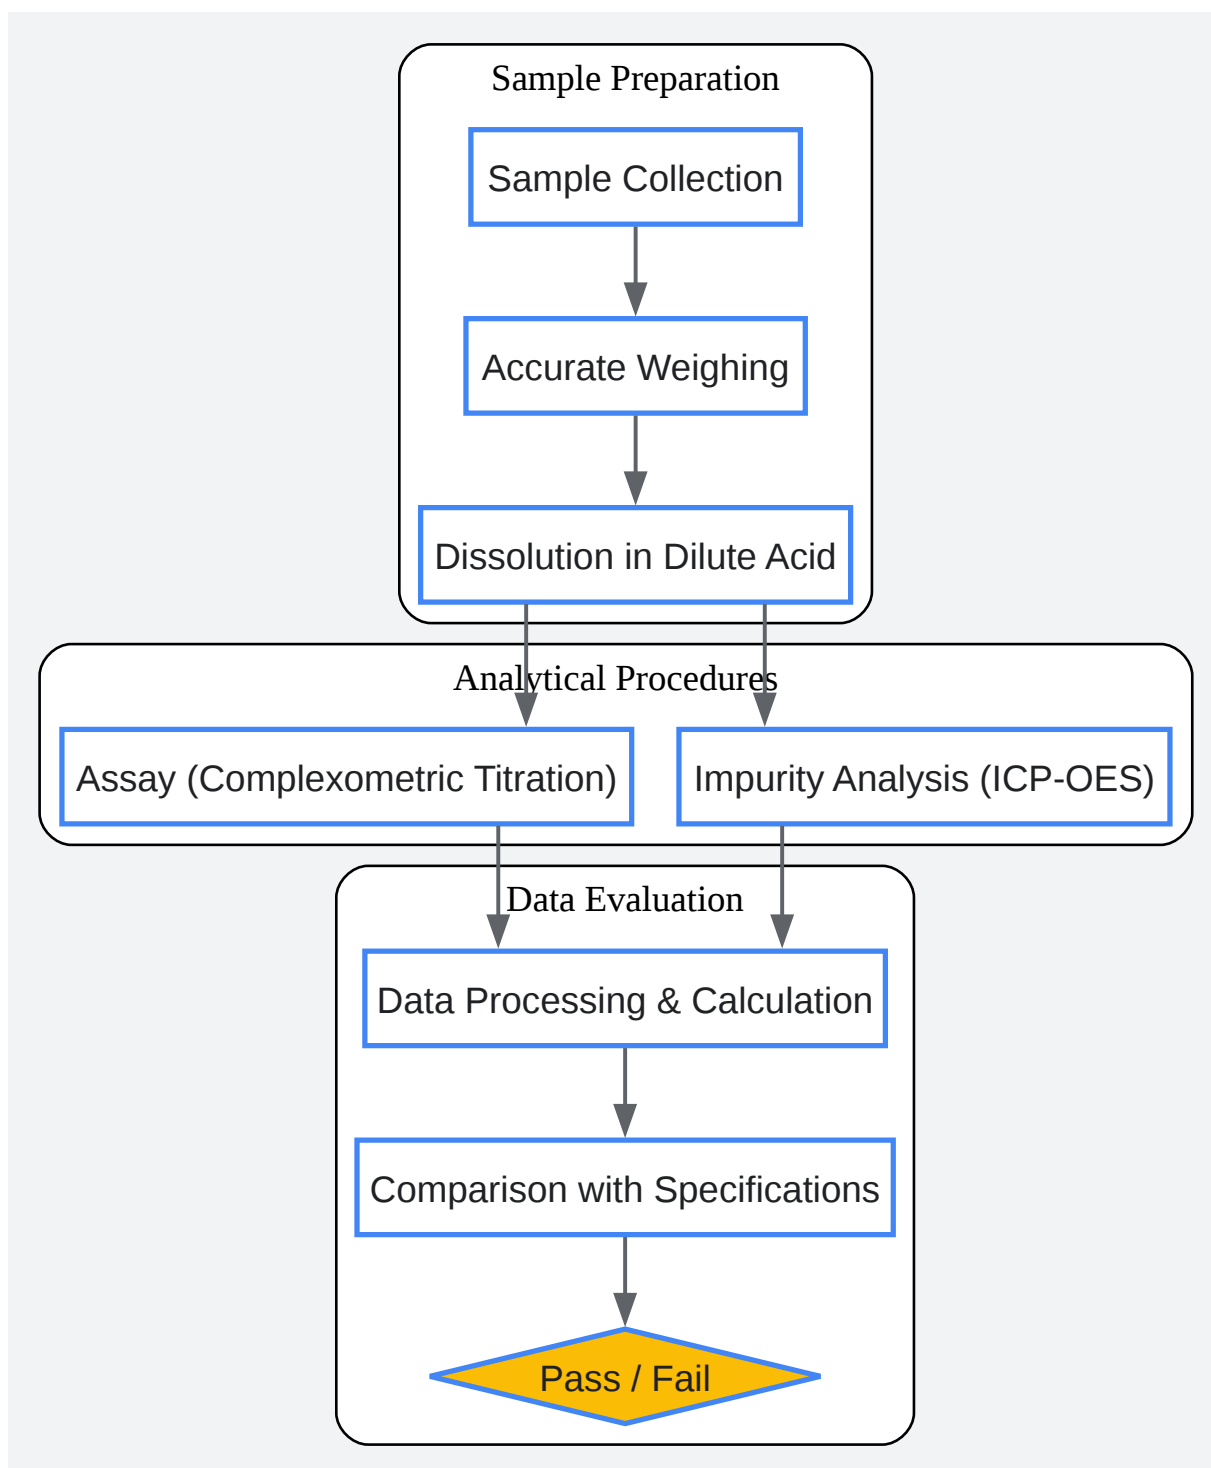 Sample Preparation
Sample Collection
Accurate Weighing
Dissolution in Dilute Acid
Analytical Procedures
Assay (Complexometric Titration)
Impurity Analysis (ICP-OES)
Data Evaluation
Data Processing & Calculation
Comparison with Specifications
Pass / Fail